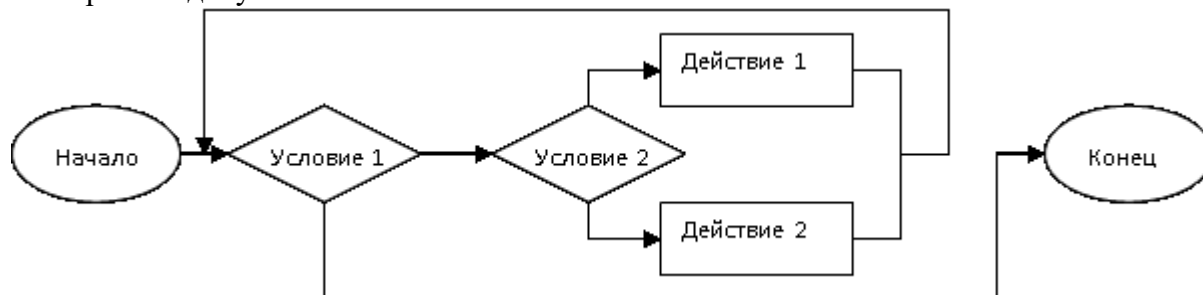 Действие 1
Начало
Условие 1
Условие 2
Конец
Действие 2